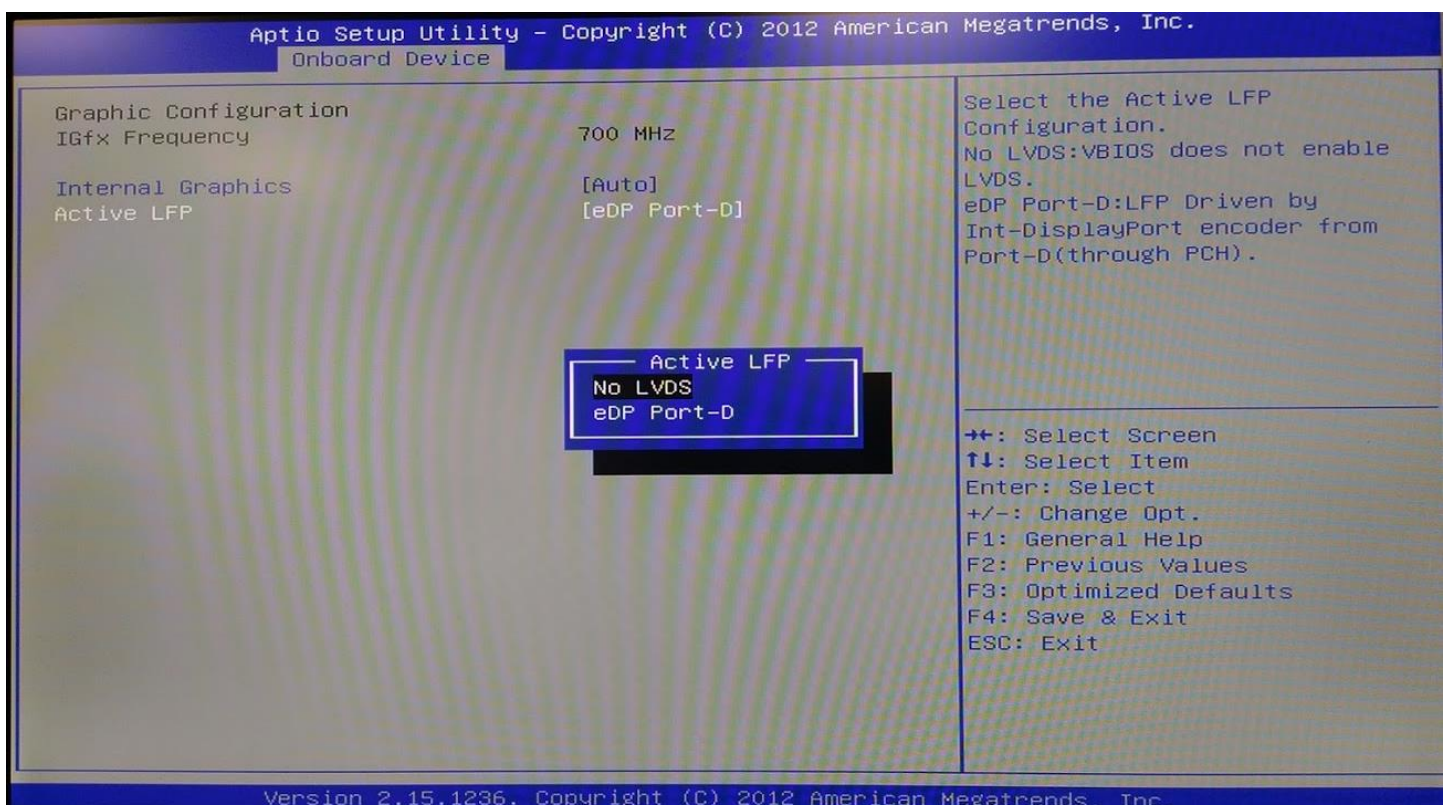 Aptio Setup Utility – Copyright (C) 2012 American Megatrends, Inc.
Onboard Device
Graphic Configuration
IGfx Frequency 700 MHz
Internal Graphics [Auto]
Active LFP [eDP Port-D]
Select the Active LFP
Configuration.
No LVDS:VBIOS does not enable
LVDS.
eDP Port-D:LFP Driven by
Int-DisplayPort encoder from
Port-D(through PCH).
Active LFP
No LVDS
eDP Port-D
→←: Select Screen
↑↓: Select Item
Enter: Select
+/-: Change Opt.
F1: General Help
F2: Previous Values
F3: Optimized Defaults
F4: Save & Exit
ESC: Exit
Version 2.15.1236. Copyright (C) 2012 American Megatrends, Inc.